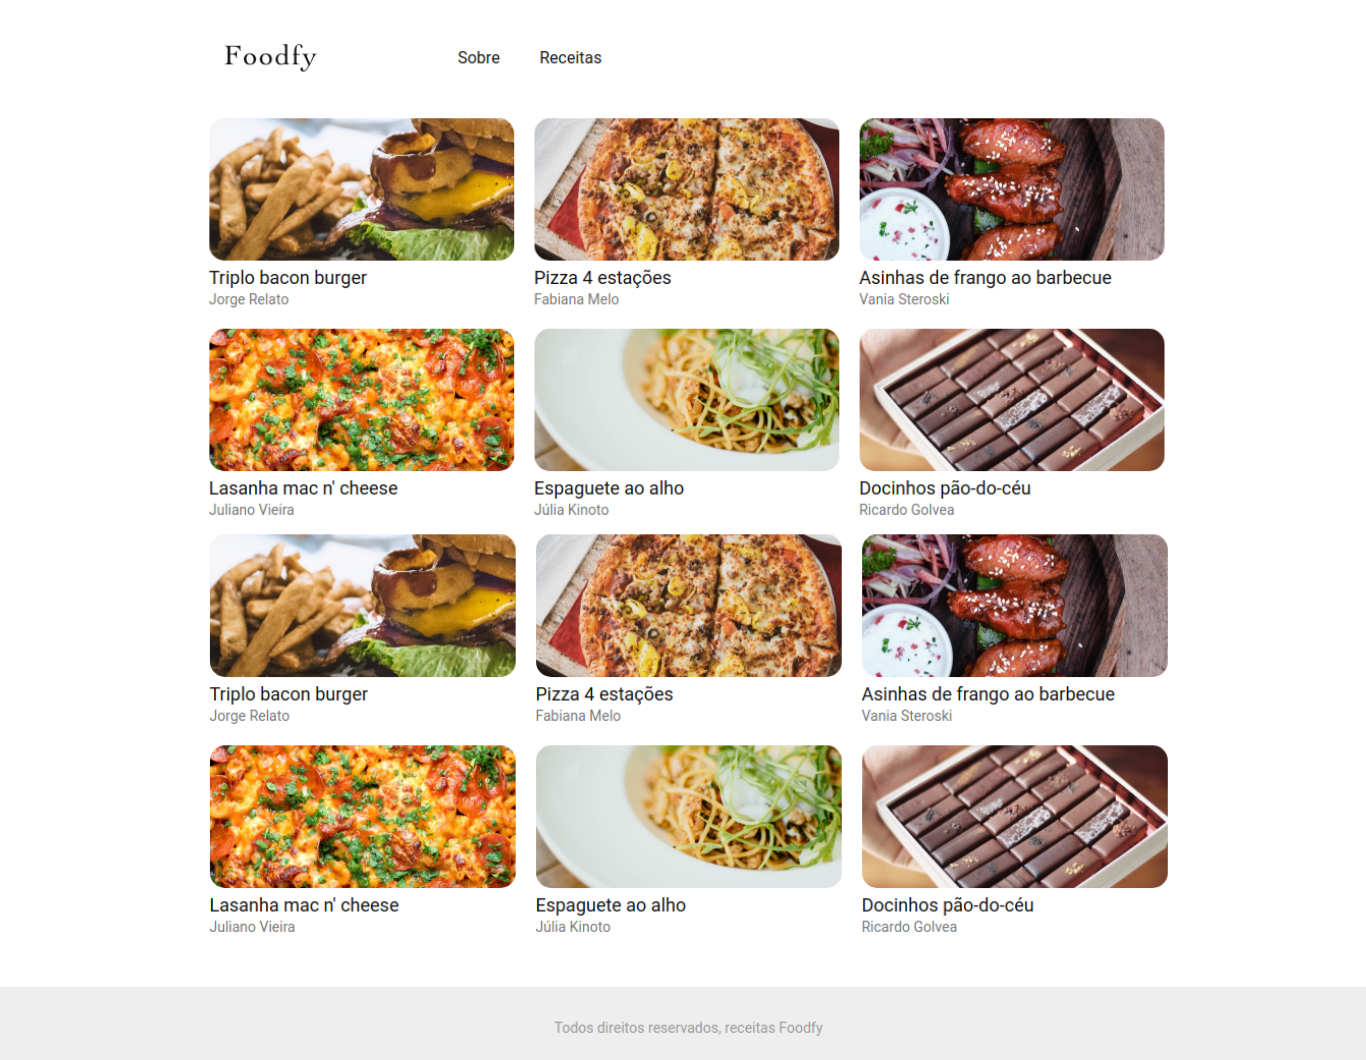 Foodfy
Sobre
Receitas
Triplo bacon burger
Jorge Relato
Pizza 4 estações
Fabiana Melo
Asinhas de frango ao barbecue
Vania Steroski
Lasanha mac n' cheese
Juliano Vieira
Espaguete ao alho
Júlia Kinoto
Docinhos pão-do-céu
Ricardo Golvea
Triplo bacon burger
Jorge Relato
Pizza 4 estações
Fabiana Melo
Asinhas de frango ao barbecue
Vania Steroski
Lasanha mac n' cheese
Juliano Vieira
Espaguete ao alho
Júlia Kinoto
Docinhos pão-do-céu
Ricardo Golvea
Todos direitos reservados, receitas Foodfy